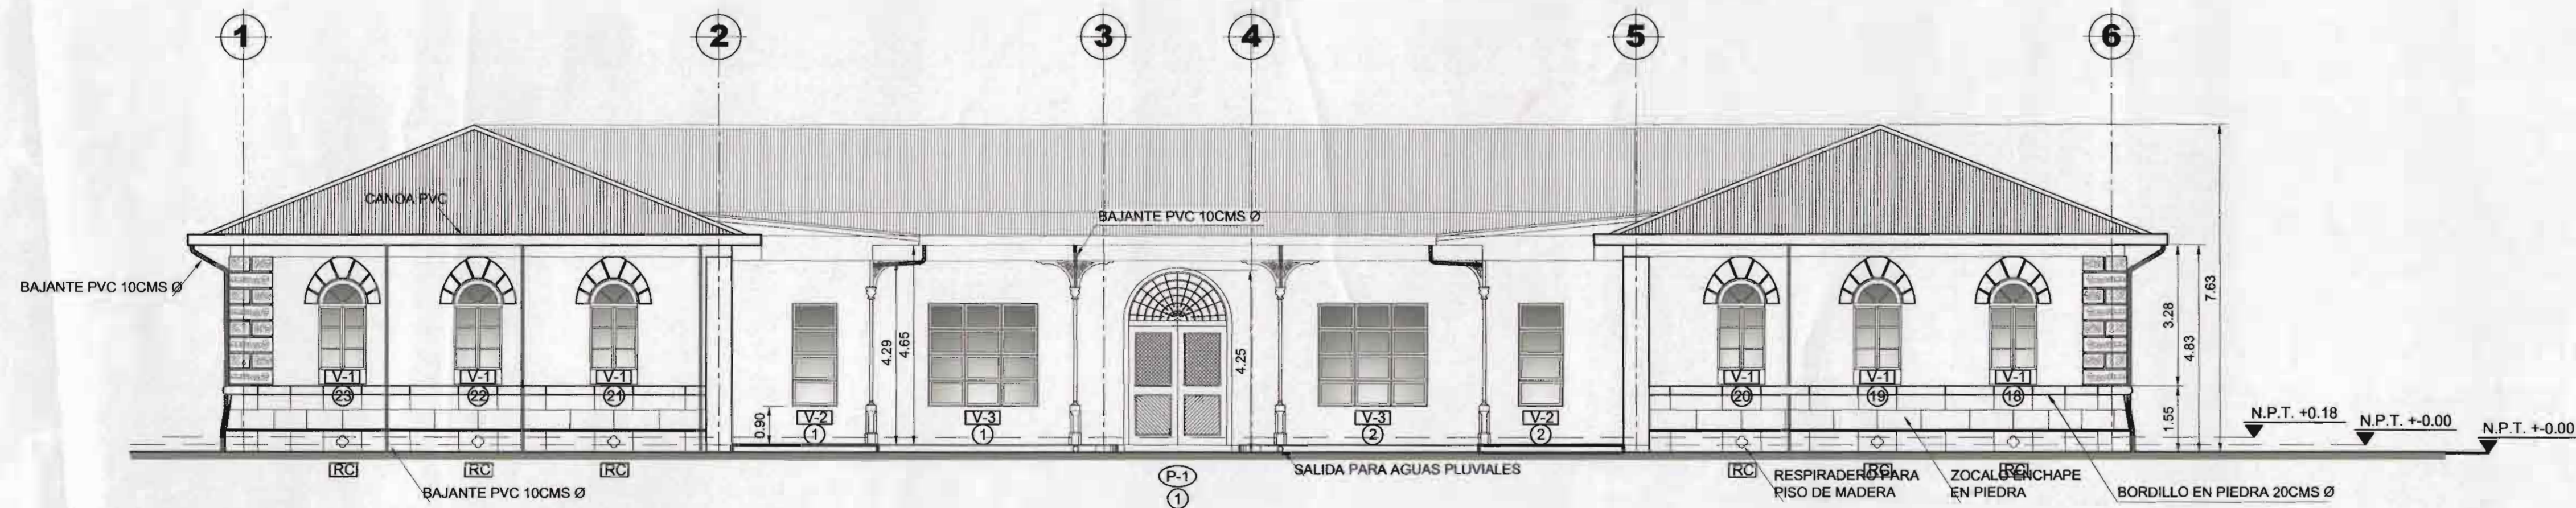 1
2
3
4
5
6
CANOA PVC
BAJANTE PVC 10CMS Ø
BAJANTE PVC 10CMS Ø
V-1
23
V-1
22
V-1
21
V-2
1
V-3
1
V-3
2
V-2
2
V-1
20
V-1
19
V-1
18
0.90
4.29
4.65
4.25
3.28
4.83
7.63
1.55
N.P.T. +0.18
N.P.T. +-0.00
N.P.T. +-0.00
RC
RC
RC
BAJANTE PVC 10CMS Ø
P-1
1
SALIDA PARA AGUAS PLUVIALES
RC
RC
RC
RESPIRADERO PARA
PISO DE MADERA
ZOCALO ENCHAPE
EN PIEDRA
BORDILLO EN PIEDRA 20CMS Ø